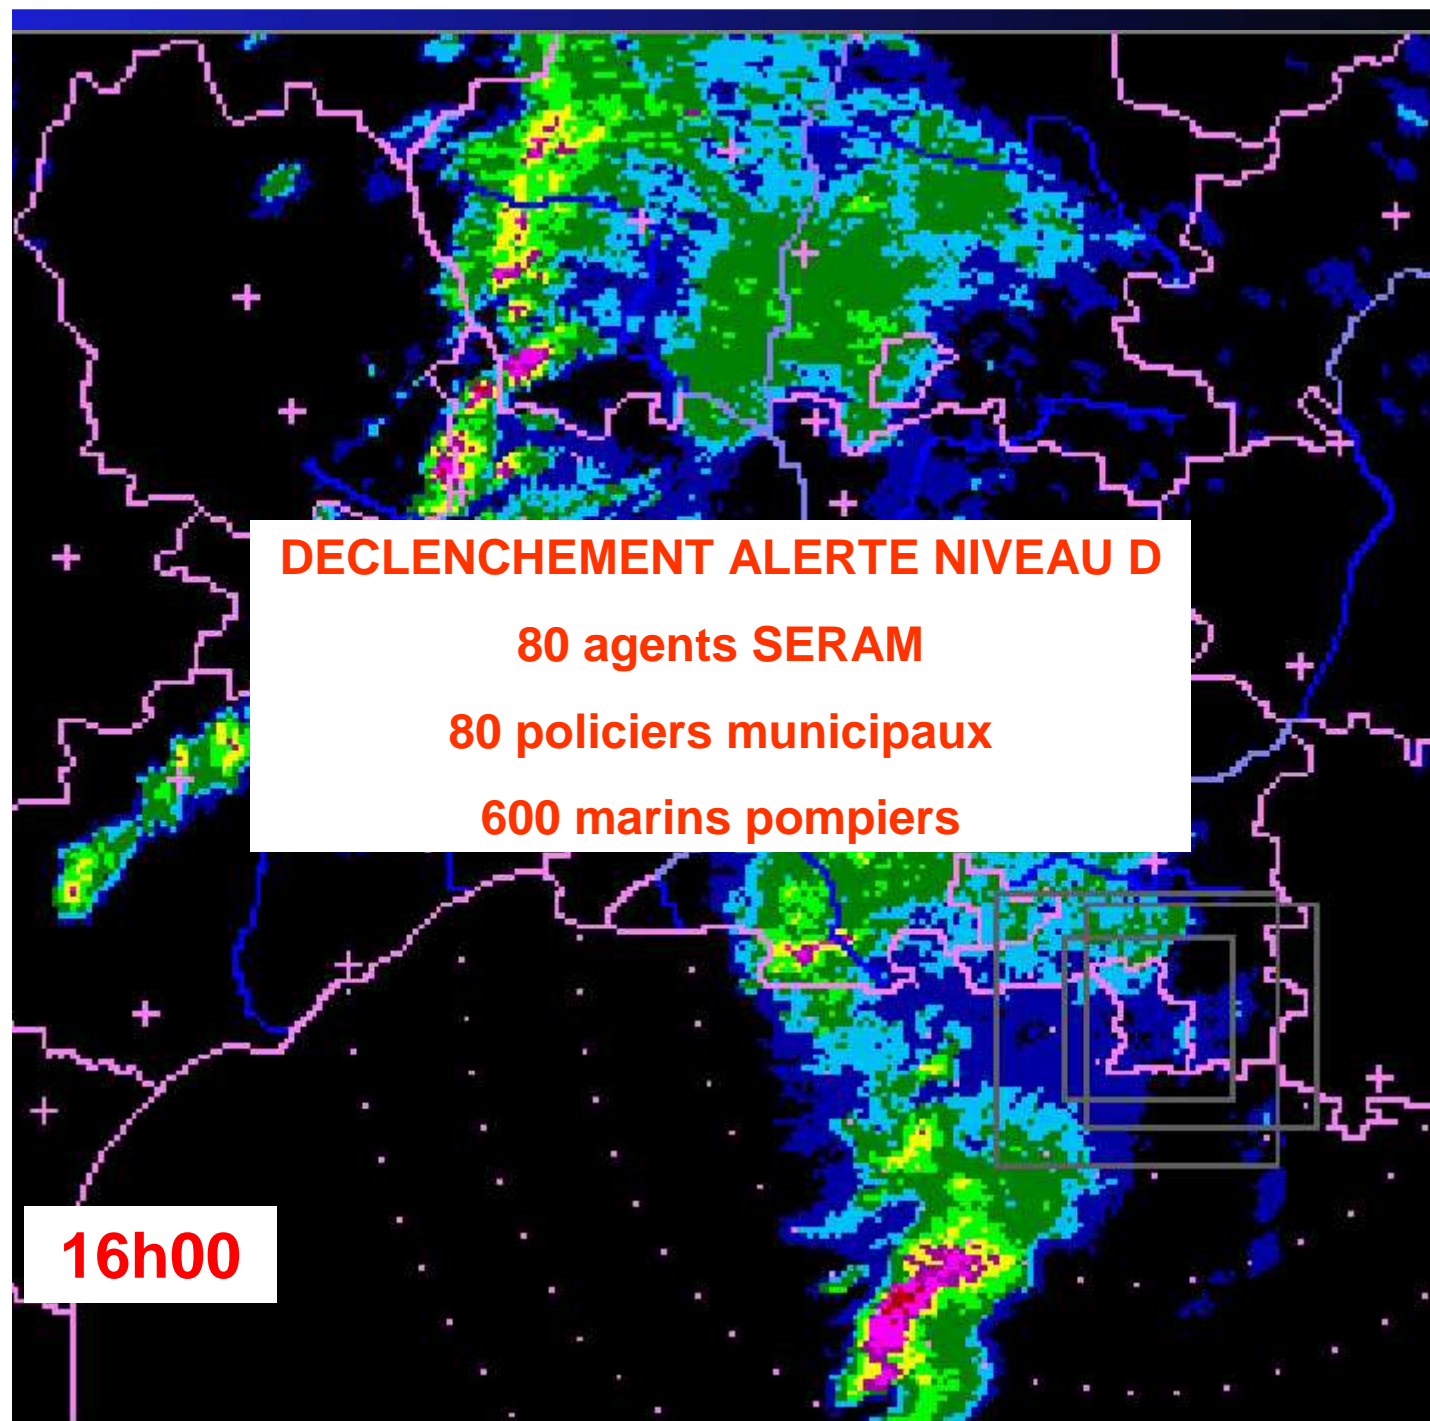 DECLENCHEMENT ALERTE NIVEAU D
80 agents SERAM
80 policiers municipaux
600 marins pompiers
16h00